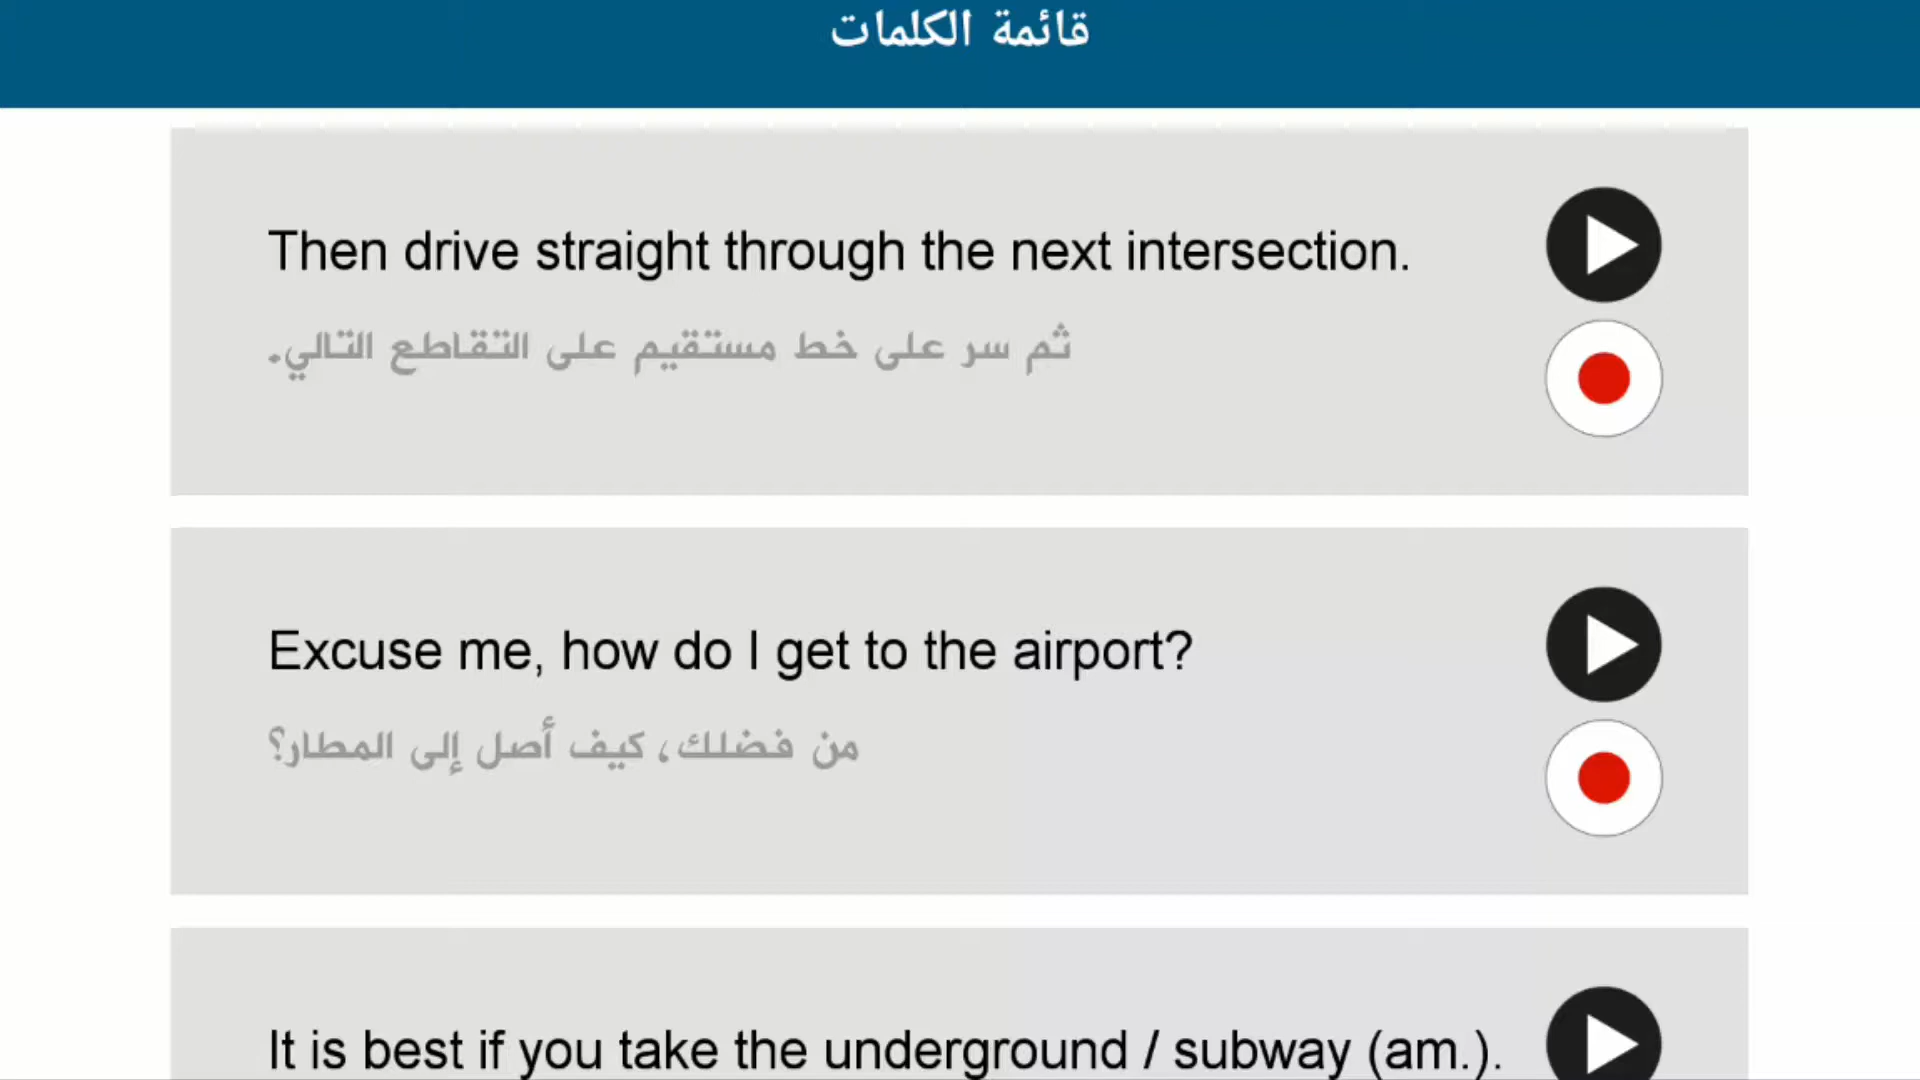 قائمة الكلمات
Then drive straight through the next intersection.
ثم سر على خط مستقيم على التقاطع التالي.
Excuse me, how do I get to the airport?
من فضلك، كيف أصل إلى المطار؟
It is best if you take the underground / subway (am.).